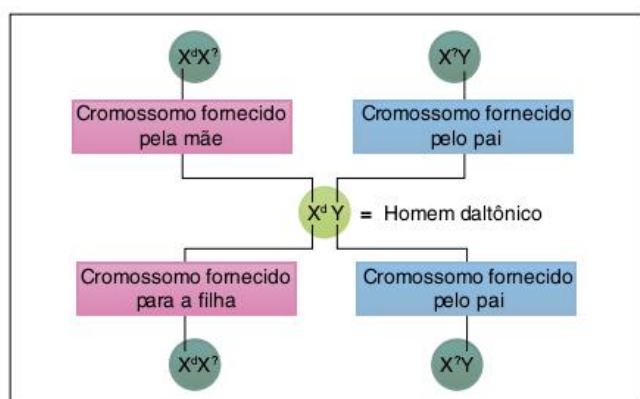 XᵈX? X?Y
Cromossomo fornecido
pela mãe
Cromossomo fornecido
pelo pai
Xᵈ Y = Homem daltônico
Cromossomo fornecido
para a filha
Cromossomo fornecido
pelo pai
XᵈX? X?Y